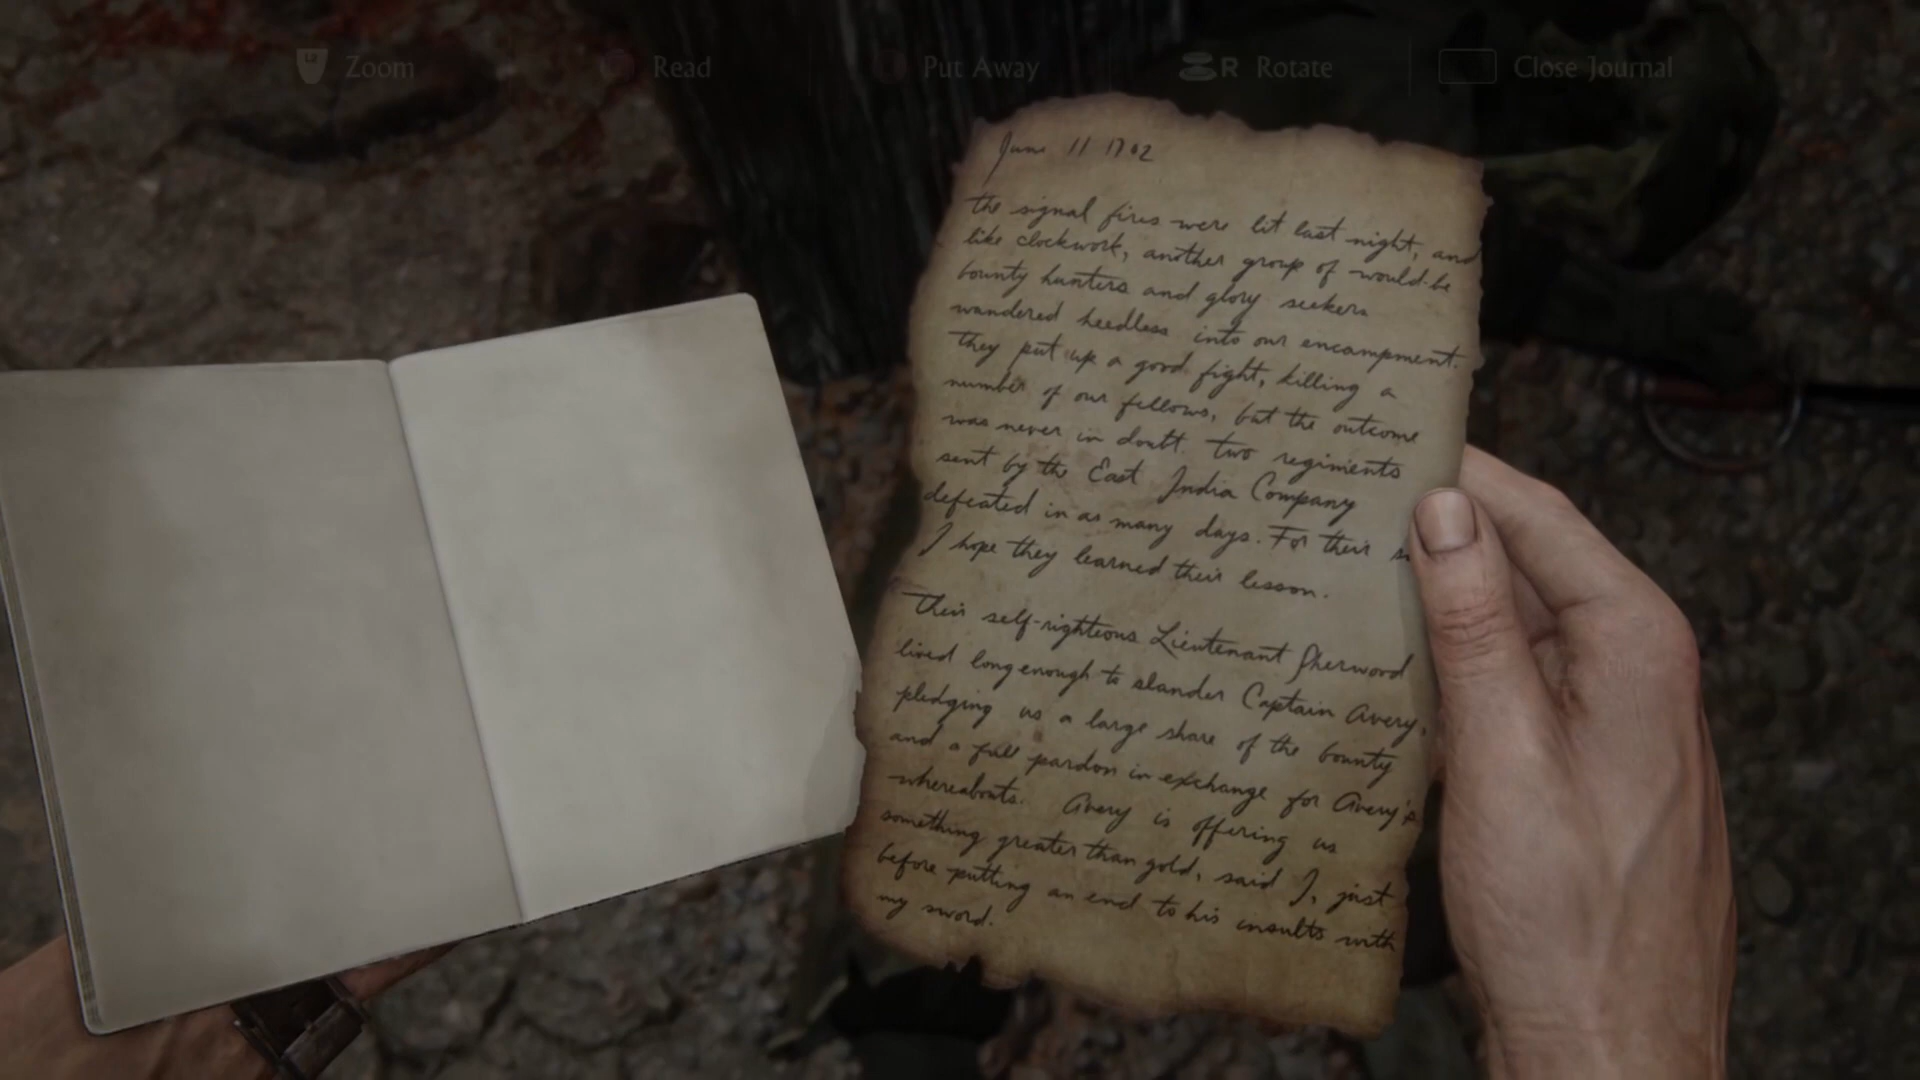 L2 Zoom Read Put Away R Rotate Close Journal
June 11 1702
The signal fires were lit last night, and
like clockwork, another group of would-be
bounty hunters and glory seekers
wandered heedless into our encampment.
They put up a good fight, killing a
number of our fellows, but the outcome
was never in doubt. Two regiments
sent by the East India Company
defeated in as many days. For their
I hope they learned their lesson.
Their self-righteous Lieutenant Sherwood
lived long enough to slander Captain Avery,
pledging us a large share of the bounty
and a full pardon in exchange for Avery's
whereabouts. Avery is offering us
something greater than gold, said I, just
before putting an end to his insults with
my sword.